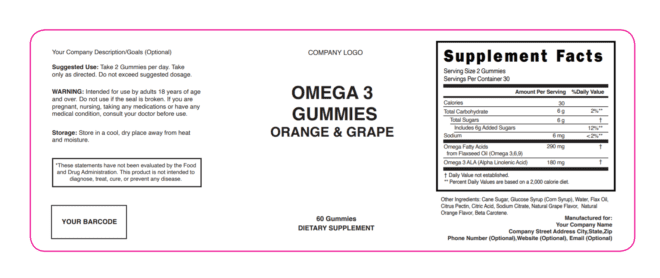 Your Company Description/Goals (Optional)
Suggested Use: Take 2 Gummies per day. Take
only as directed. Do not exceed suggested dosage.
WARNING: Intended for use by adults 18 years of age
and over. Do not use if the seal is broken. If you are
pregnant, nursing, taking any medications or have any
medical condition, consult your doctor before use.
Storage: Store in a cool, dry place away from heat
and moisture.
*These statements have not been evaluated by the Food
and Drug Administration. This product is not intended to
diagnose, treat, cure, or prevent any disease.
YOUR BARCODE
COMPANY LOGO
OMEGA 3
GUMMIES
ORANGE & GRAPE
60 Gummies
DIETARY SUPPLEMENT
Supplement Facts
Serving Size 2 Gummies
Servings Per Container 30
Amount Per Serving %Daily Value
Calories 30
Total Carbohydrate 6 g 2%**
Total Sugars 6 g †
Includes 6g Added Sugars 12%**
Sodium 6 mg <2%**
Omega Fatty Acids 290 mg †
from Flaxseed Oil (Omega 3,6,9)
Omega 3 ALA (Alpha Linolenic Acid) 180 mg †
† Daily Value not established.
** Percent Daily Values are based on a 2,000 calorie diet.
Other Ingredients: Cane Sugar, Glucose Syrup (Corn Syrup), Water, Flax Oil,
Citrus Pectin, Citric Acid, Sodium Citrate, Natural Grape Flavor, Natural
Orange Flavor, Beta Carotene.
Manufactured for:
Your Company Name
Company Street Address City,State,Zip
Phone Number (Optional),Website (Optional), Email (Optional)